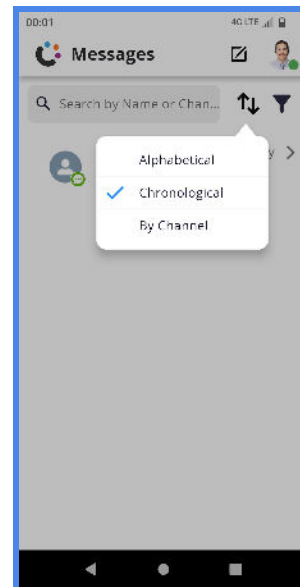 00:01
4G LTE
Messages
Search by Name or Chan...
y
Alphabetical
Chronological
By Channel